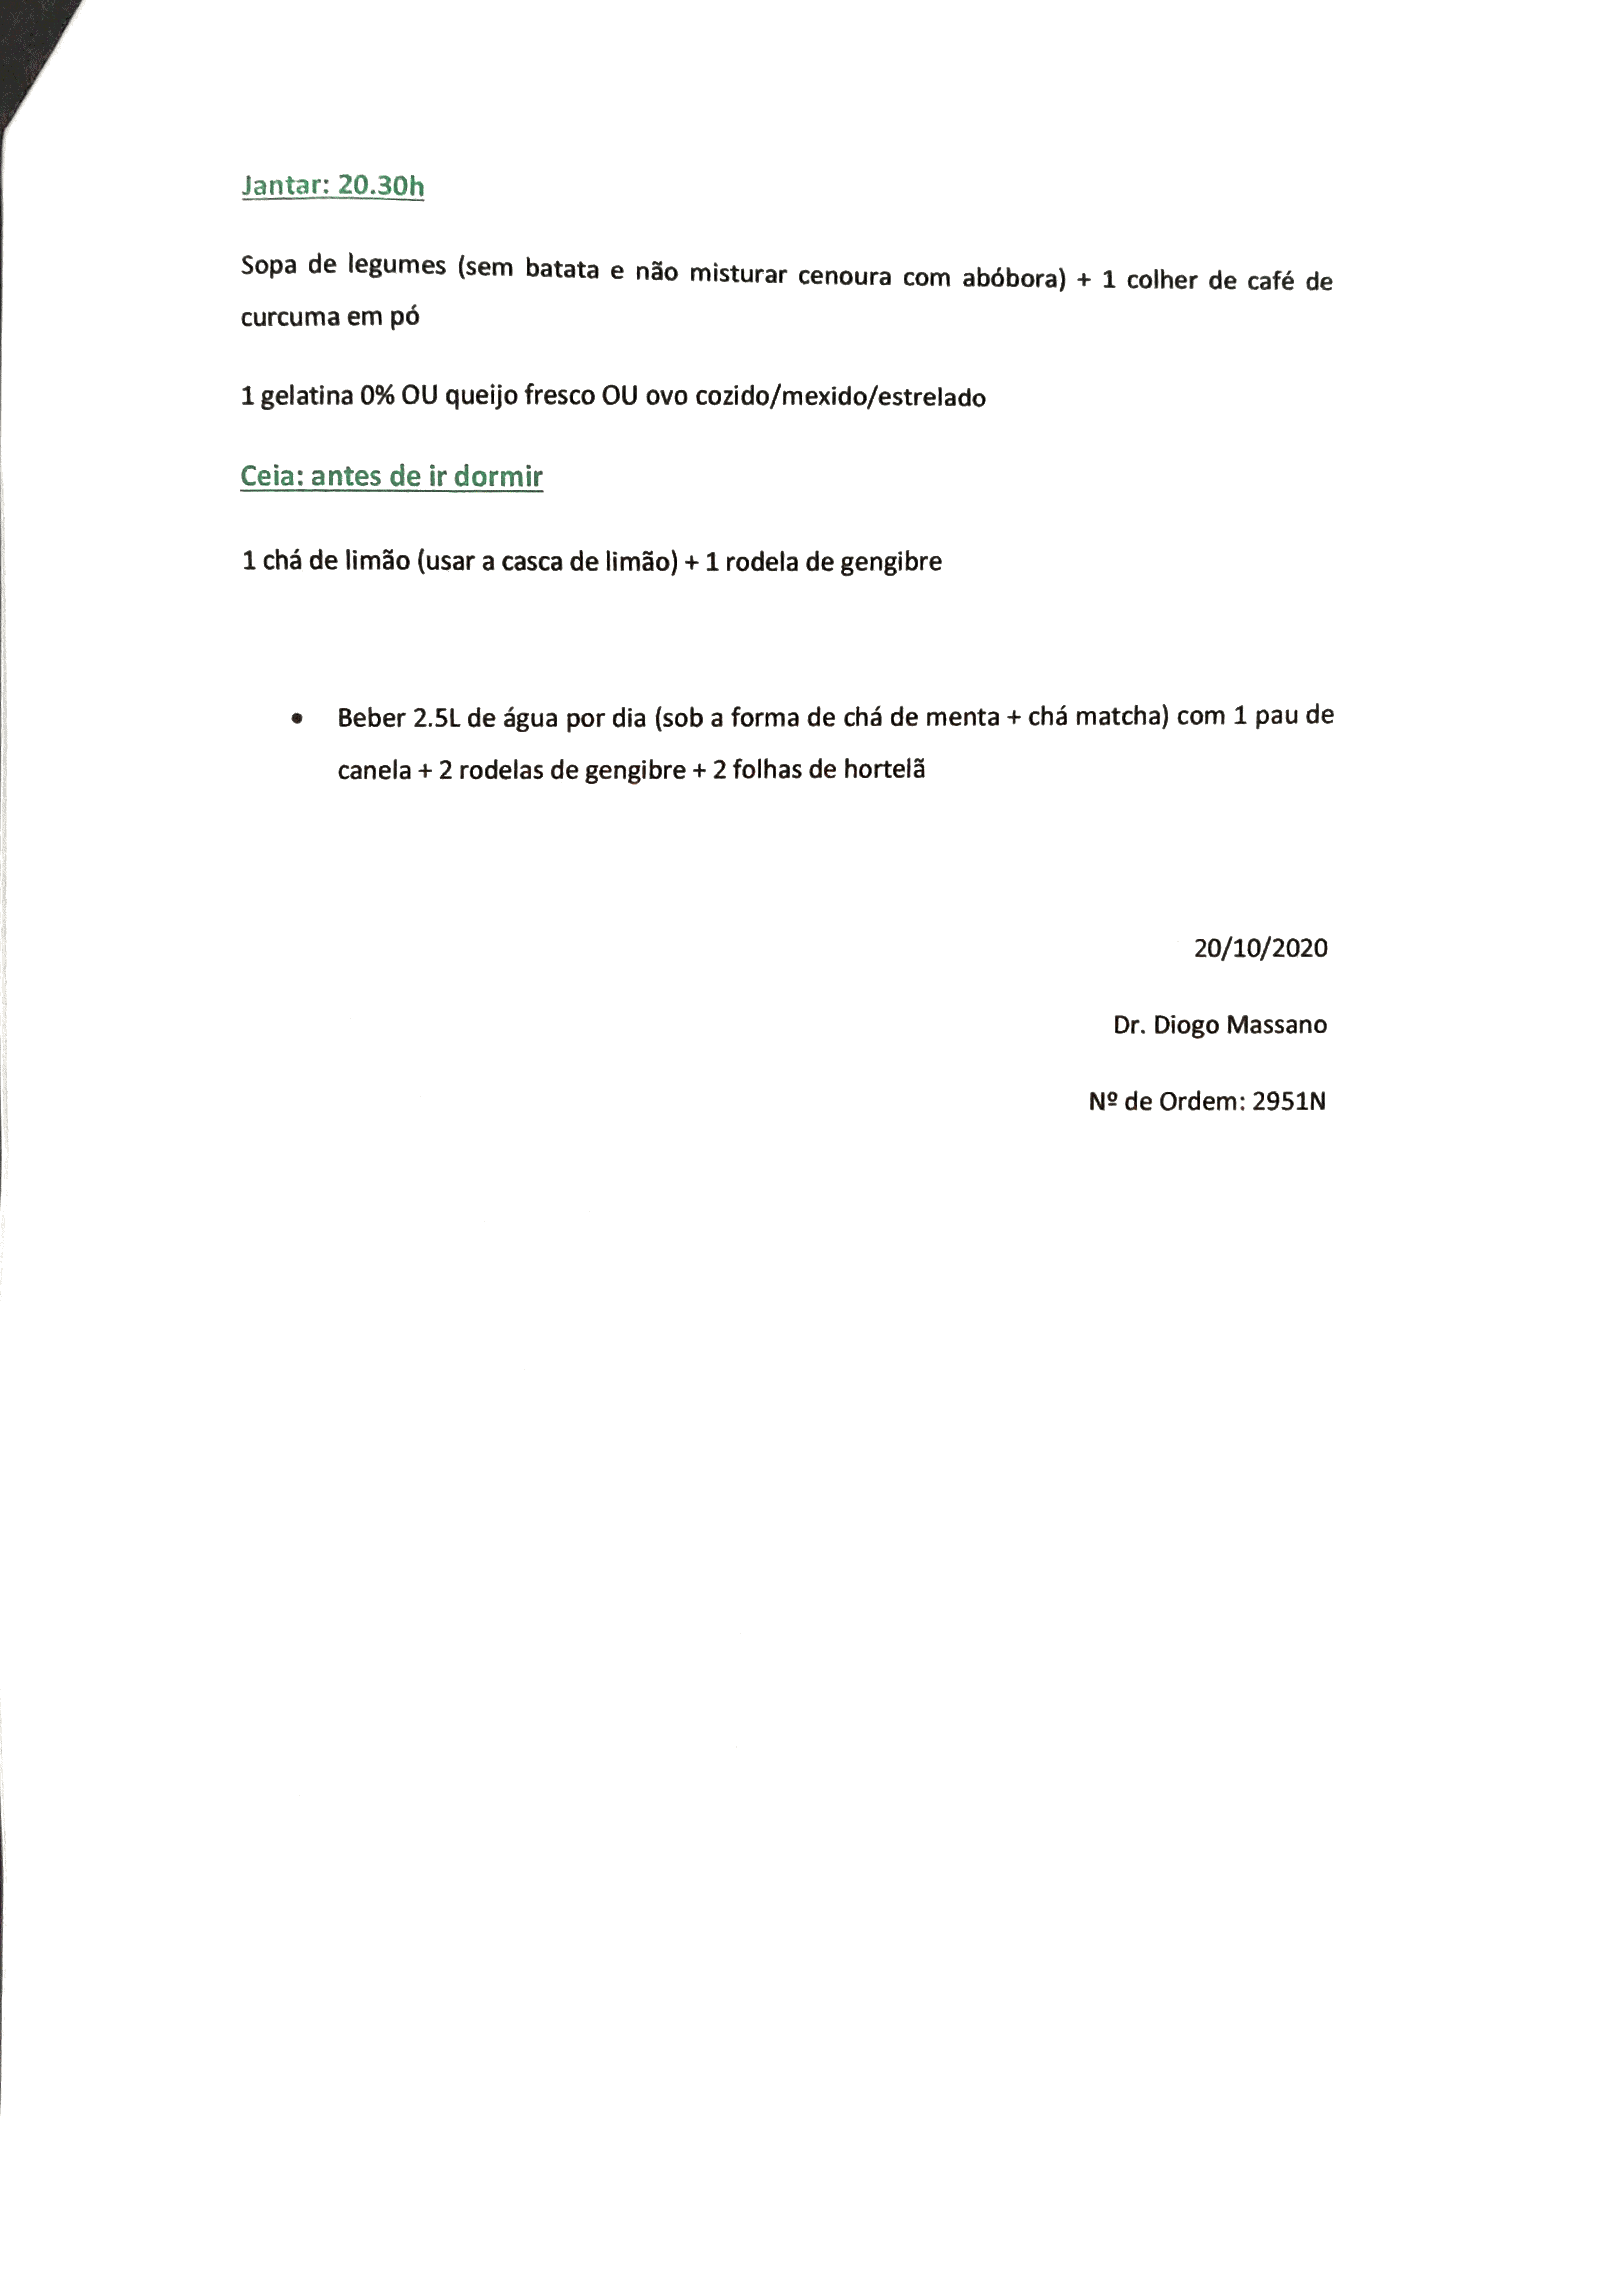 Jantar: 20.30h
Sopa de legumes (sem batata e não misturar cenoura com abóbora) + 1 colher de café de
curcuma em pó
1 gelatina 0% OU queijo fresco OU ovo cozido/mexido/estrelado
Ceia: antes de ir dormir
1 chá de limão (usar a casca de limão) + 1 rodela de gengibre
• Beber 2.5L de água por dia (sob a forma de chá de menta + chá matcha) com 1 pau de
canela + 2 rodelas de gengibre + 2 folhas de hortelã
20/10/2020
Dr. Diogo Massano
Nº de Ordem: 2951N